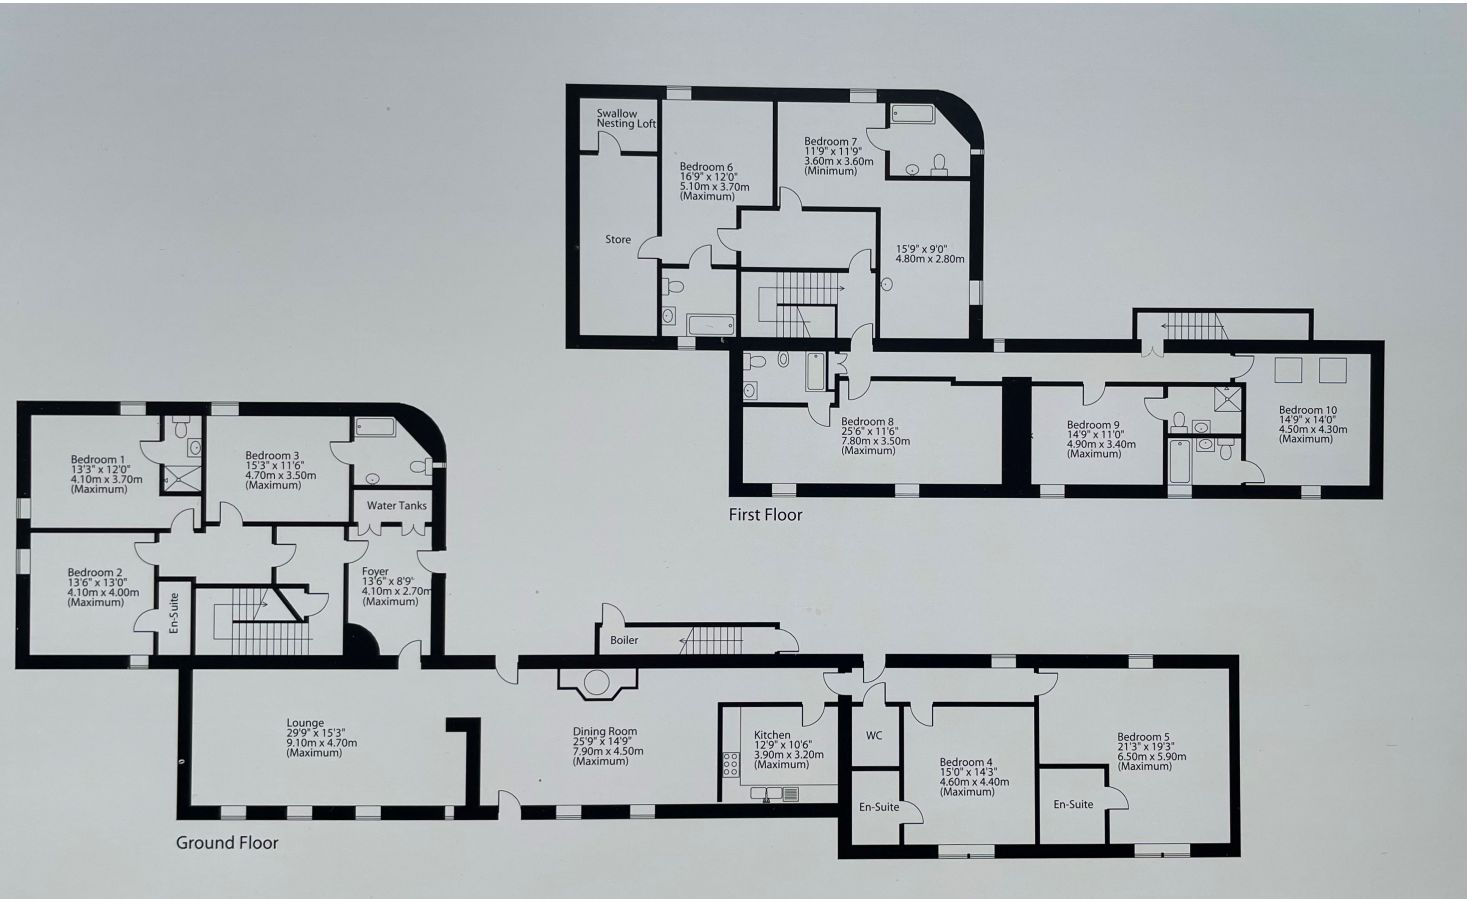 Swallow
Nesting Loft
Store
Bedroom 6
16'9" x 12'0"
5.10m x 3.70m
(Maximum)
Bedroom 7
11'9" x 11'9"
3.60m x 3.60m
(Minimum)
15'9" x 9'0"
4.80m x 2.80m
Bedroom 8
25'6" x 11'6"
7.80m x 3.50m
(Maximum)
Bedroom 9
14'9" x 11'0"
4.90m x 3.40m
(Maximum)
Bedroom 10
14'9" x 14'0"
4.50m x 4.30m
(Maximum)
First Floor
Bedroom 1
13'3" x 12'0"
4.10m x 3.70m
(Maximum)
Bedroom 3
15'3" x 11'6"
4.70m x 3.50m
(Maximum)
Water Tanks
Bedroom 2
13'6" x 13'0"
4.10m x 4.00m
(Maximum)
En-Suite
Foyer
13'6" x 8'9"
4.10m x 2.70m
(Maximum)
Boiler
Lounge
29'9" x 15'3"
9.10m x 4.70m
(Maximum)
Dining Room
25'9" x 14'9"
7.90m x 4.50m
(Maximum)
Kitchen
12'9" x 10'6"
3.90m x 3.20m
(Maximum)
WC
En-Suite
Bedroom 4
15'0" x 14'3"
4.60m x 4.40m
(Maximum)
En-Suite
Bedroom 5
21'3" x 19'3"
6.50m x 5.90m
(Maximum)
Ground Floor